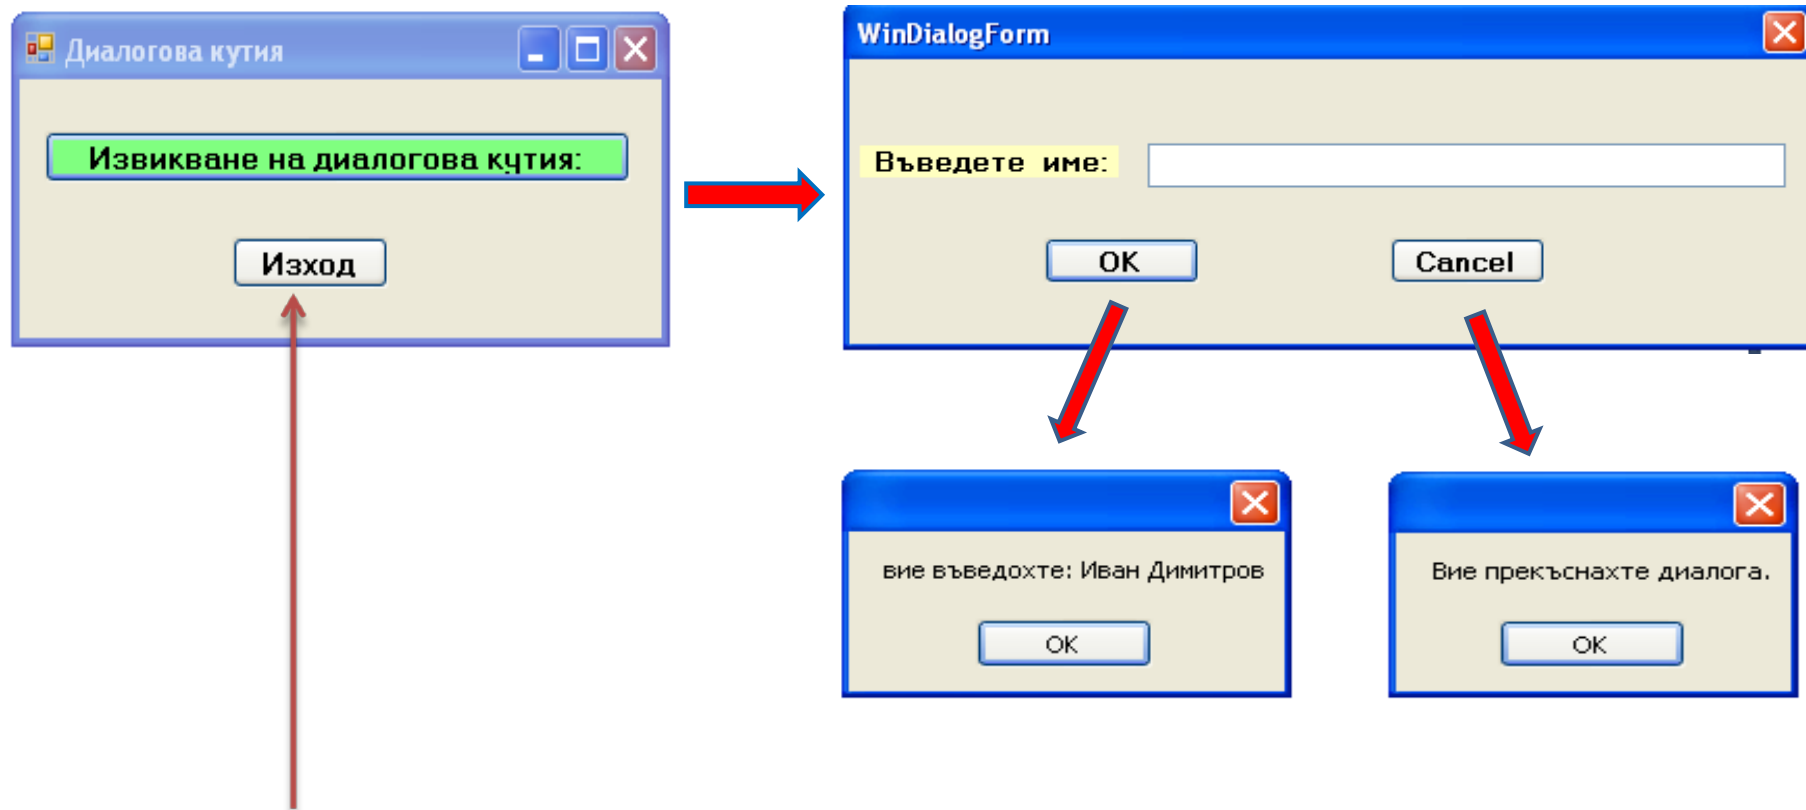 Диалогова кутия
Извикване на диалогова кутия:
Изход
WinDialogForm
Въведете име:
OK
Cancel
вие въведохте: Иван Димитров
OK
Вие прекъснахте диалога.
OK